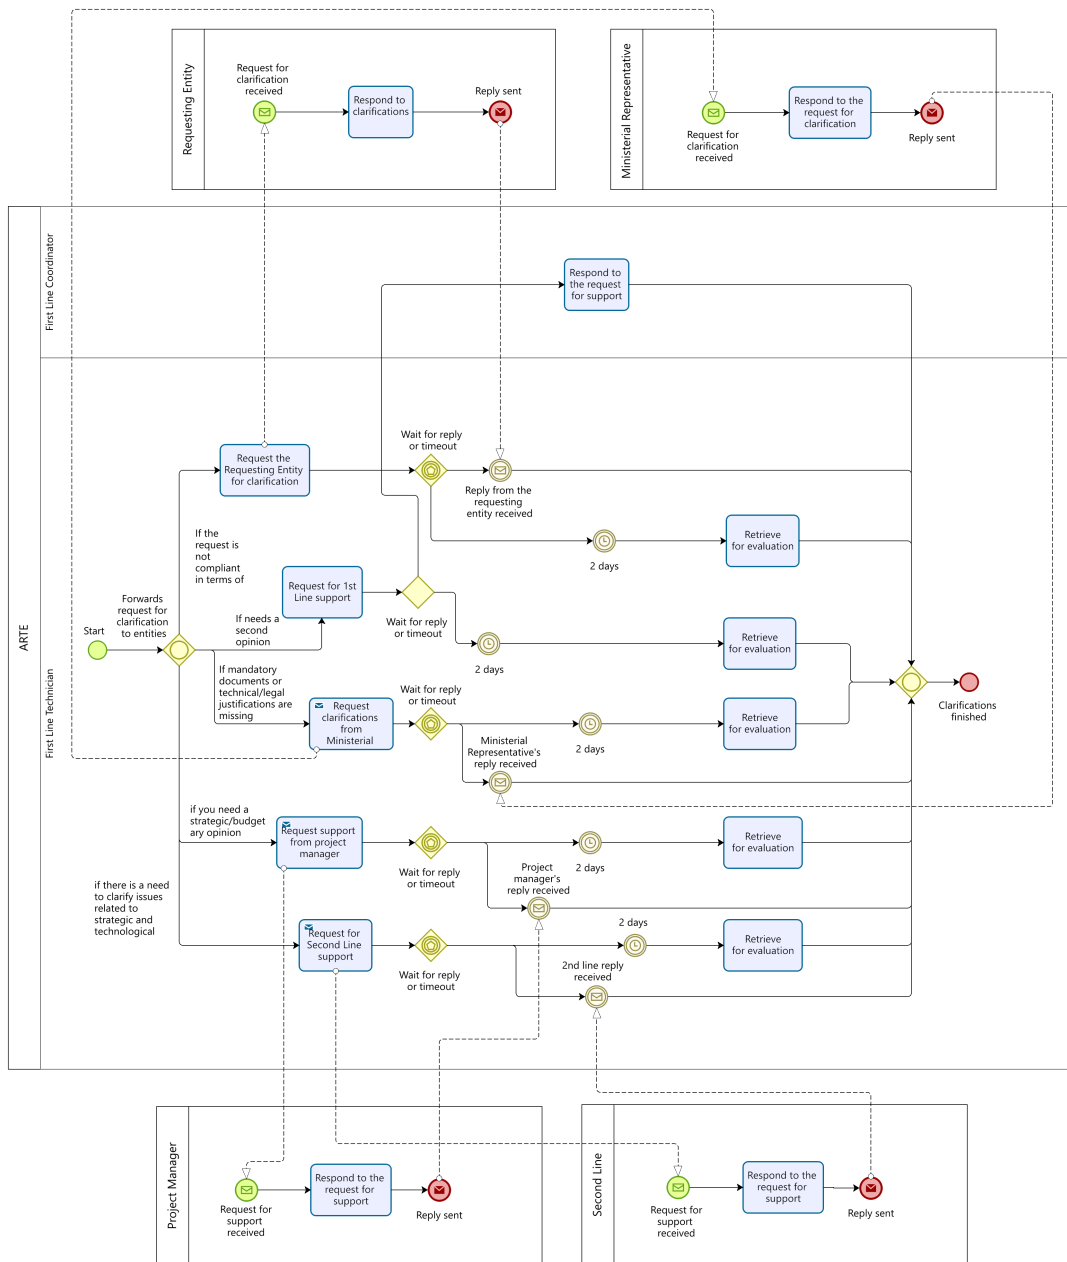 Requesting Entity
Request for
clarification
received
Respond to
clarifications
Reply sent
Ministerial Representative
Request for
clarification
received
Respond to the
request for
clarification
Reply sent
ARTE
First Line Coordinator
Respond to
the request
for support
First Line Technician
Start
Forwards
request for
clarification
to entities
Request the
Requesting Entity
for clarification
Wait for reply
or timeout
Reply from the
requesting
entity received
2 days
Retrieve
for evaluation
If the
request is
not
compliant
in terms of
If needs a
second
opinion
Request for 1st
Line support
Wait for reply
or timeout
2 days
Retrieve
for evaluation
If mandatory
documents or
technical/legal
justifications are
missing
Request
clarifications
from
Ministerial
Wait for reply
or timeout
2 days
Retrieve
for evaluation
Ministerial
Representative's
reply received
Clarifications
finished
if you need a
strategic/budget
ary opinion
Request support
from project
manager
Wait for reply
or timeout
2 days
Retrieve
for evaluation
Project
manager's
reply received
if there is a need
to clarify issues
related to
strategic and
technological
Request for
Second Line
support
Wait for reply
or timeout
2 days
Retrieve
for evaluation
2nd line reply
received
Project Manager
Request for
support
received
Respond to the
request for
support
Reply sent
Second Line
Request for
support
received
Respond to the
request for
support
Reply sent